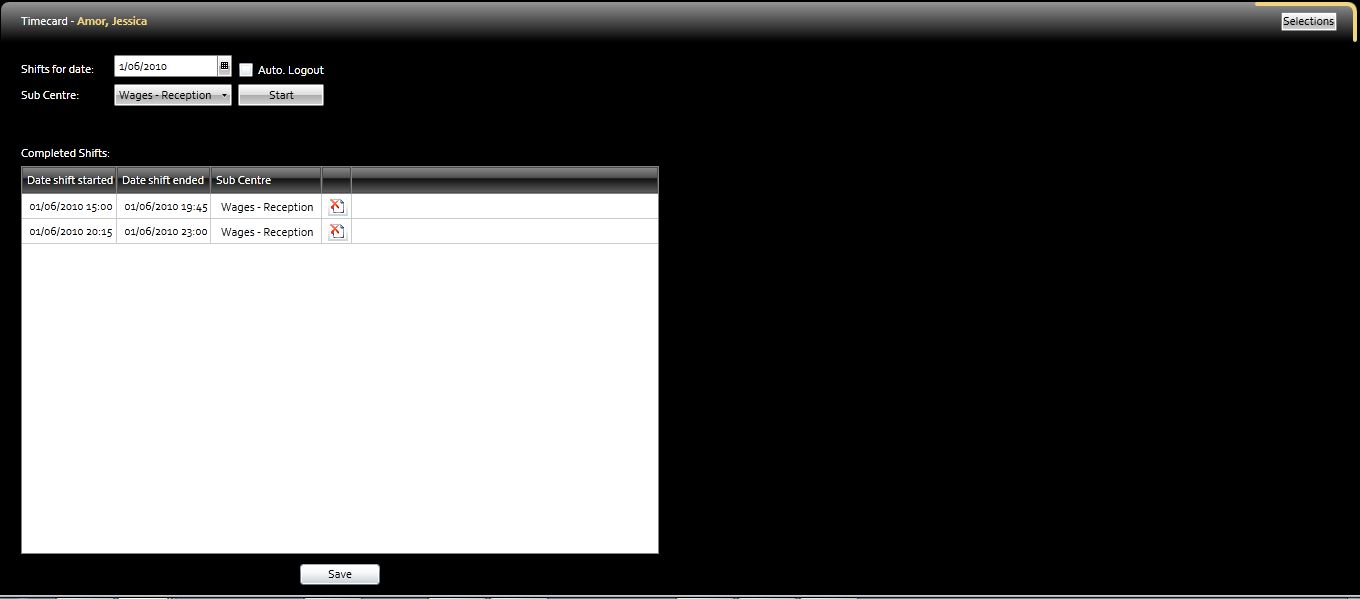 Timecard - Amor, Jessica
Selections
Shifts for date: 1/06/2010 Auto. Logout
Sub Centre: Wages - Reception Start
Completed Shifts:
Date shift started Date shift ended Sub Centre
01/06/2010 15:00 01/06/2010 19:45 Wages - Reception
01/06/2010 20:15 01/06/2010 23:00 Wages - Reception
Save